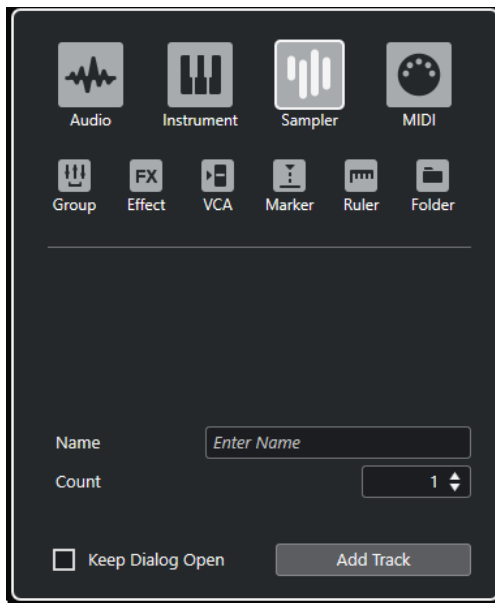 Audio Instrument Sampler MIDI
FX
Group Effect VCA Marker Ruler Folder
Name Enter Name
Count 1
Keep Dialog Open Add Track